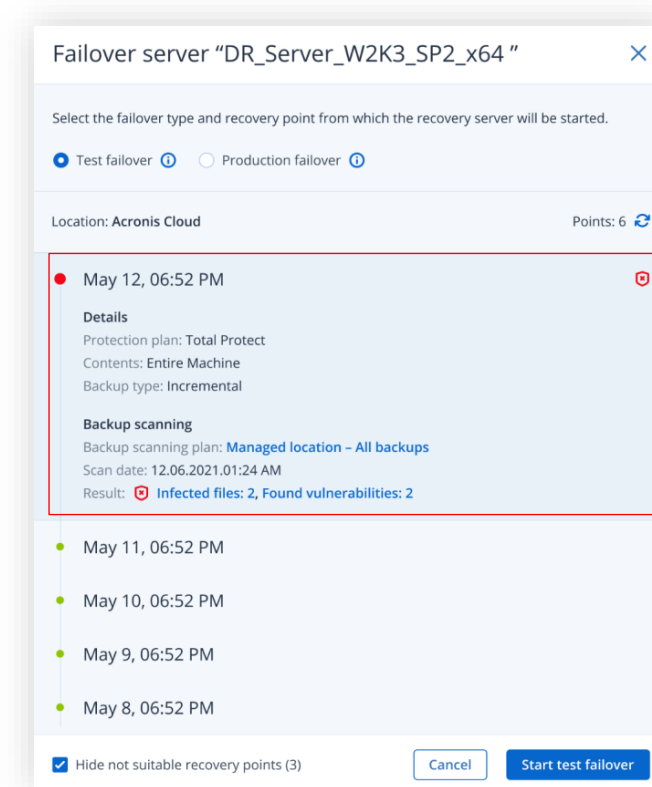 Failover server “DR_Server_W2K3_SP2_x64 ”
Select the failover type and recovery point from which the recovery server will be started.
Test failover Production failover
Location: Acronis Cloud Points: 6
May 12, 06:52 PM
Details
Protection plan: Total Protect
Contents: Entire Machine
Backup type: Incremental
Backup scanning
Backup scanning plan: Managed location – All backups
Scan date: 12.06.2021.01:24 AM
Result: Infected files: 2, Found vulnerabilities: 2
May 11, 06:52 PM
May 10, 06:52 PM
May 9, 06:52 PM
May 8, 06:52 PM
Hide not suitable recovery points (3) Cancel Start test failover